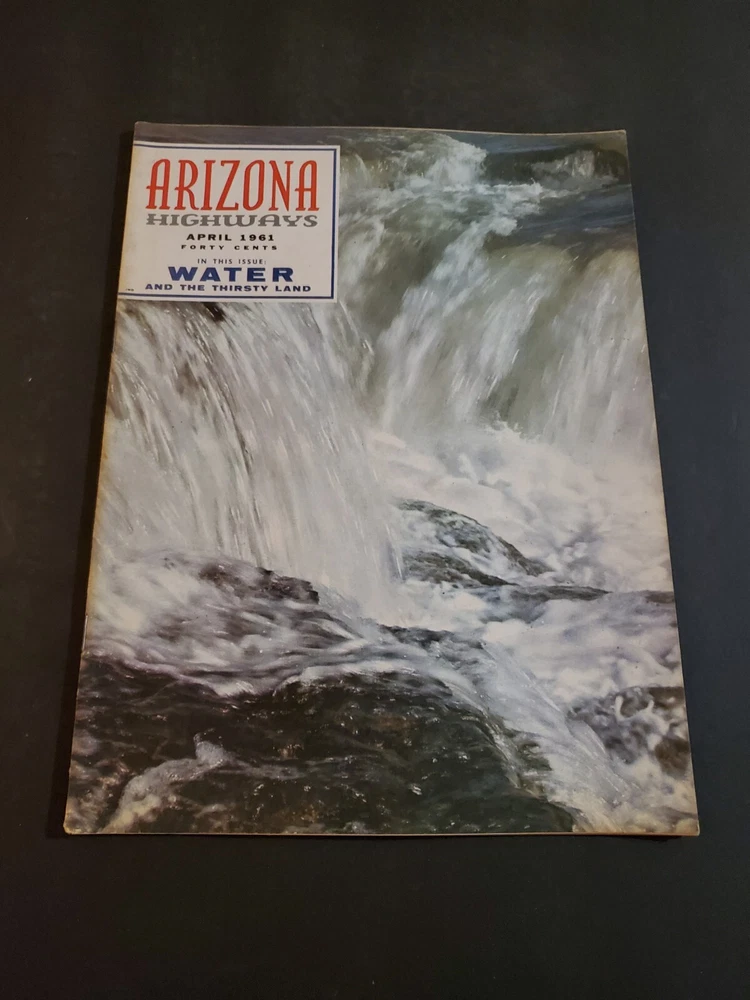 ARIZONA
HIGHWAYS
APRIL 1961
FORTY CENTS
IN THIS ISSUE:
WATER
AND THE THIRSTY LAND